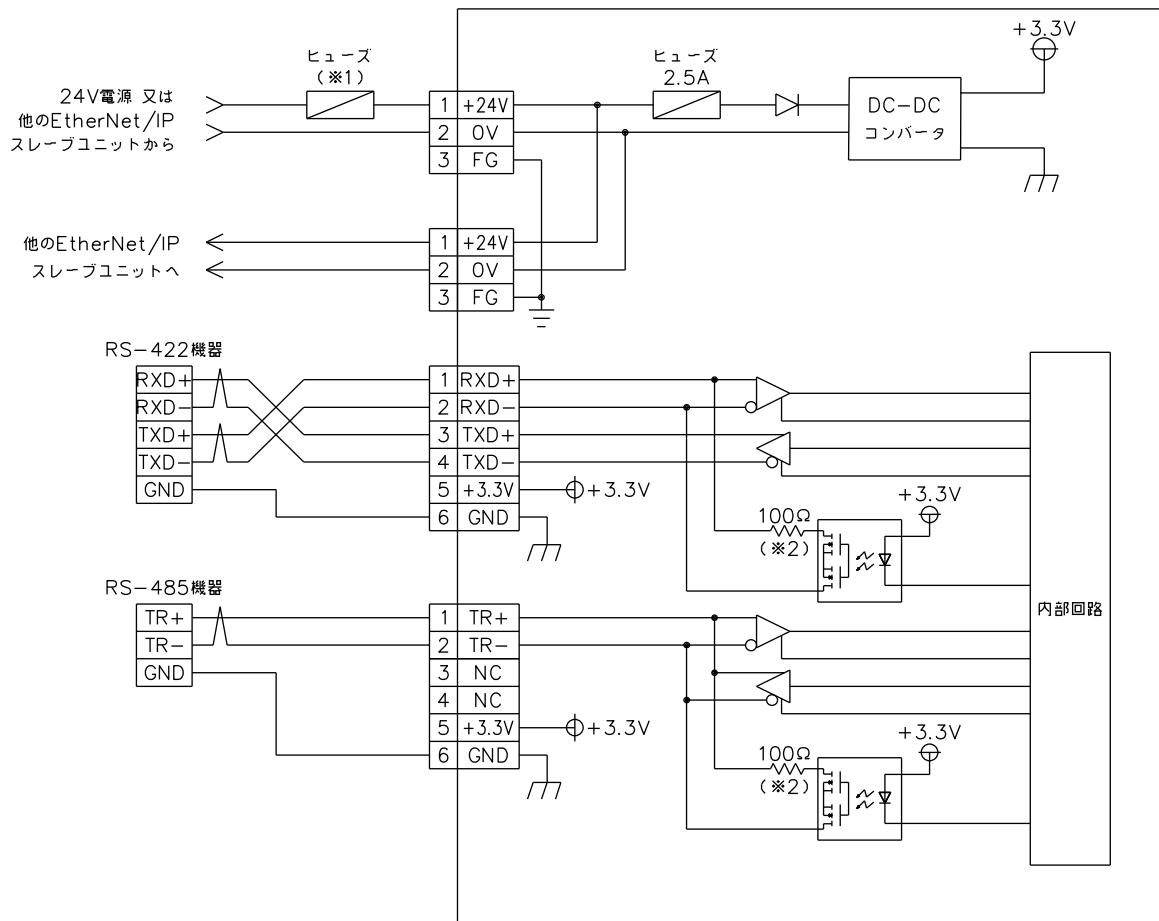 +3.3V
ヒューズ
(※1)
ヒューズ
2.5A
24V電源 又は
他のEtherNet/IP
スレーブユニットから
1 +24V
2 0V
3 FG
DC-DC
コンバータ
他のEtherNet/IP
スレーブユニットへ
1 +24V
2 0V
3 FG
RS-422機器
RXD+
RXD-
TXD+
TXD-
GND
1 RXD+
2 RXD-
3 TXD+
4 TXD-
5 +3.3V
6 GND
+3.3V
100Ω
(※2)
+3.3V
内部回路
RS-485機器
TR+
TR-
GND
1 TR+
2 TR-
3 NC
4 NC
5 +3.3V
6 GND
+3.3V
100Ω
(※2)
+3.3V